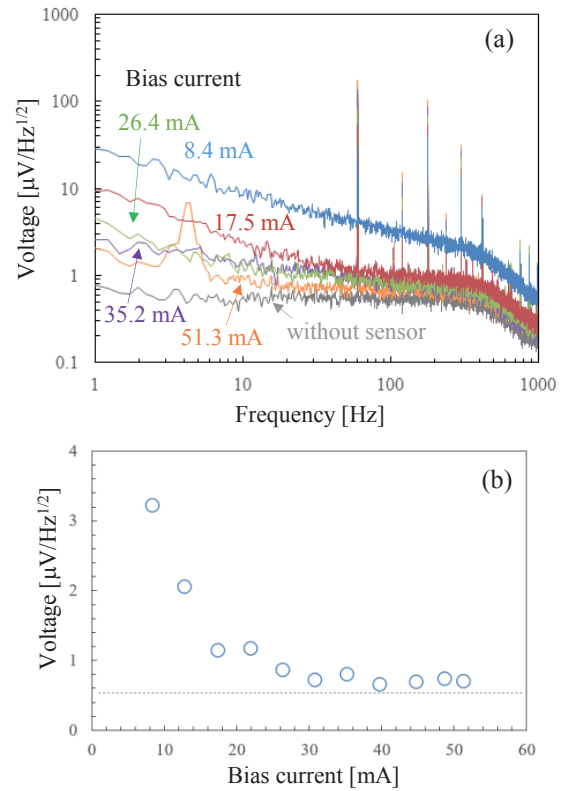 (a)
1000
100
10
1
0.1
Voltage [μV/Hz^1/2]
Bias current
26.4 mA
8.4 mA
17.5 mA
35.2 mA
51.3 mA
without sensor
1 10 100 1000
Frequency [Hz]
(b)
4
3
2
1
0
Voltage [μV/Hz^1/2]
0 10 20 30 40 50 60
Bias current [mA]